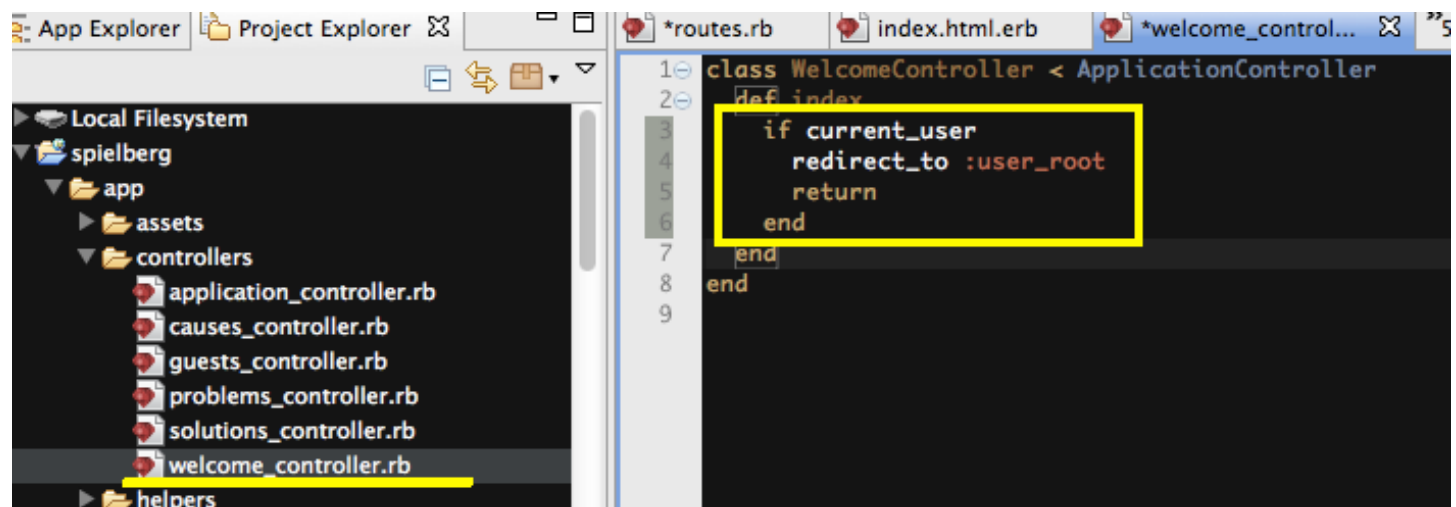 App Explorer Project Explorer
Local Filesystem
spielberg
app
assets
controllers
application_controller.rb
causes_controller.rb
guests_controller.rb
problems_controller.rb
solutions_controller.rb
welcome_controller.rb
helpers
*routes.rb index.html.erb *welcome_control... »5
1 class WelcomeController < ApplicationController
2 def index
3 if current_user
4 redirect_to :user_root
5 return
6 end
7 end
8 end
9